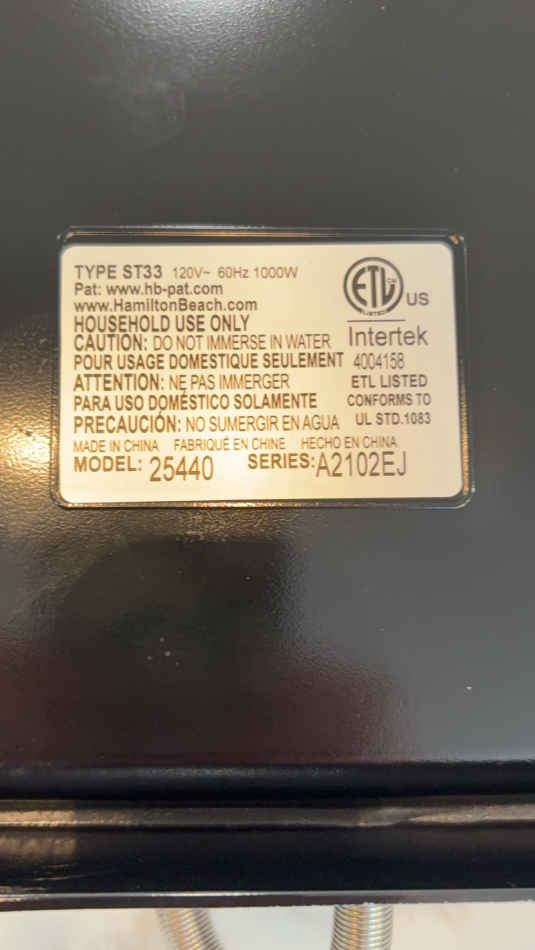 TYPE ST33 120V~ 60Hz 1000W
Pat: www.hb-pat.com
www.HamiltonBeach.com
HOUSEHOLD USE ONLY
CAUTION: DO NOT IMMERSE IN WATER
POUR USAGE DOMESTIQUE SEULEMENT
ATTENTION: NE PAS IMMERGER
PARA USO DOMÉSTICO SOLAMENTE
PRECAUCIÓN: NO SUMERGIR EN AGUA
MADE IN CHINA FABRIQUÉ EN CHINE HECHO EN CHINA
MODEL: 25440 SERIES: A2102EJ
ETL
CM
LISTED
US
Intertek
4004158
ETL LISTED
CONFORMS TO
UL STD.1083